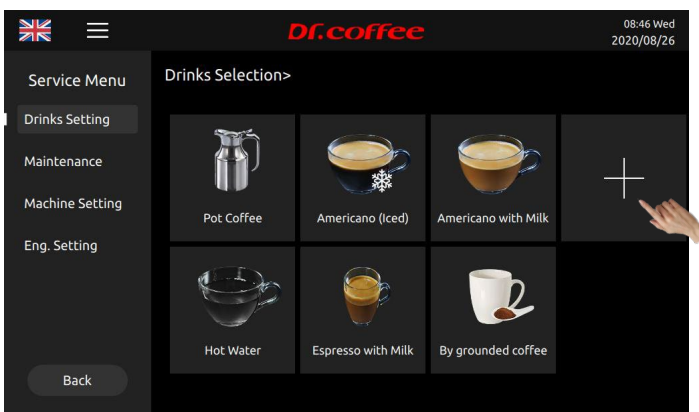 Dr.coffee
08:46 Wed
2020/08/26
Service Menu
Drinks Setting
Maintenance
Machine Setting
Eng. Setting
Back
Drinks Selection>
Pot Coffee
Americano (Iced)
Americano with Milk
Hot Water
Espresso with Milk
By grounded coffee